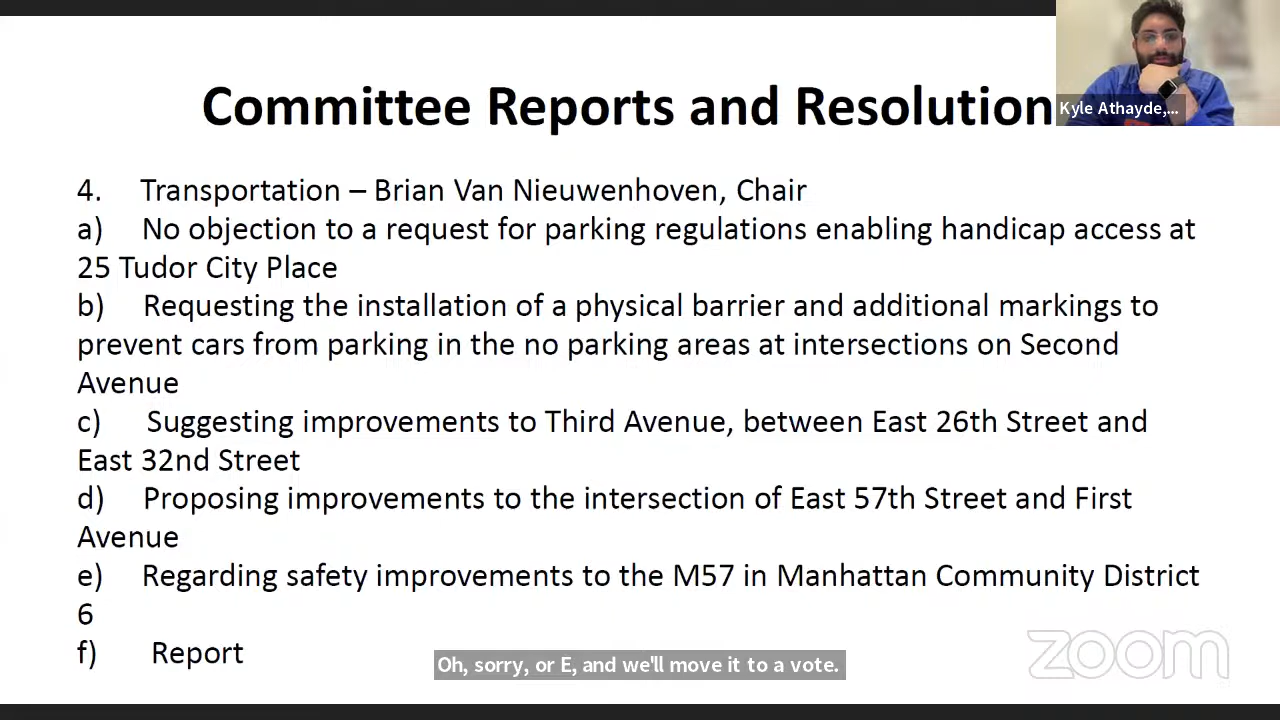 Committee Reports and Resolution
Kyle Athayde,...
4. Transportation – Brian Van Nieuwenhoven, Chair
a) No objection to a request for parking regulations enabling handicap access at
25 Tudor City Place
b) Requesting the installation of a physical barrier and additional markings to
prevent cars from parking in the no parking areas at intersections on Second
Avenue
c) Suggesting improvements to Third Avenue, between East 26th Street and
East 32nd Street
d) Proposing improvements to the intersection of East 57th Street and First
Avenue
e) Regarding safety improvements to the M57 in Manhattan Community District
6
f) Report
Oh, sorry, or E, and we'll move it to a vote.
zoom